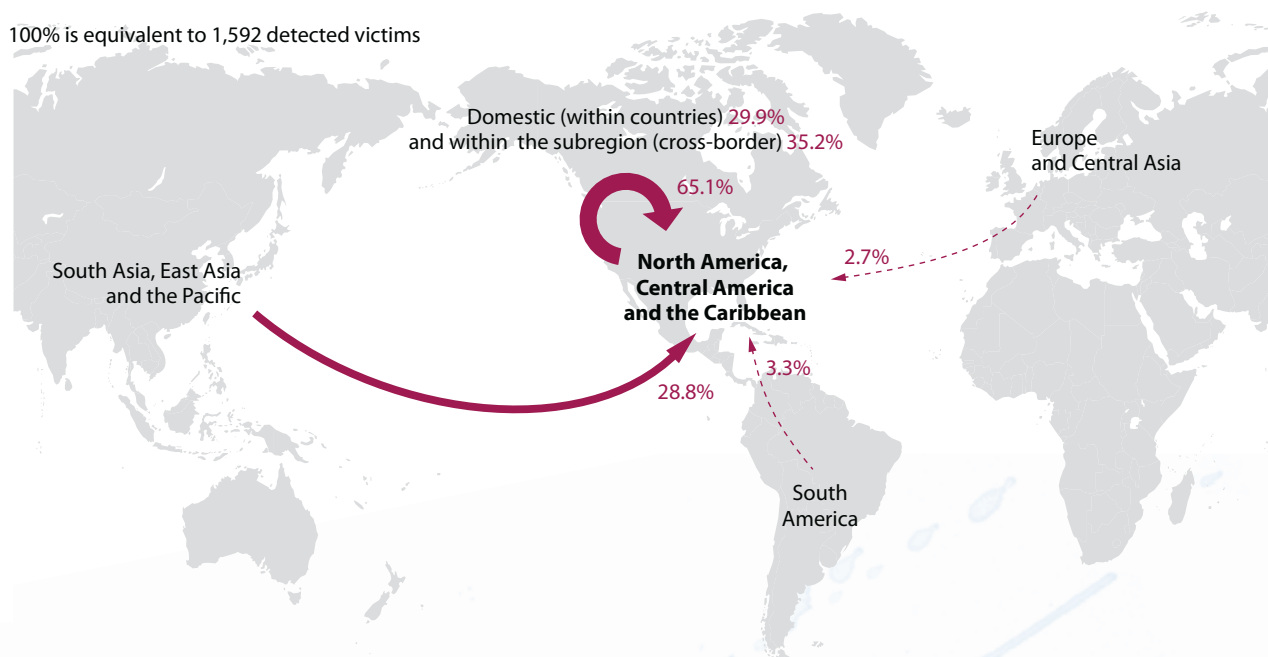 100% is equivalent to 1,592 detected victims
Domestic (within countries) 29.9%
and within the subregion (cross-border) 35.2%
65.1%
Europe
and Central Asia
2.7%
South Asia, East Asia
and the Pacific
North America,
Central America
and the Caribbean
3.3%
28.8%
South
America